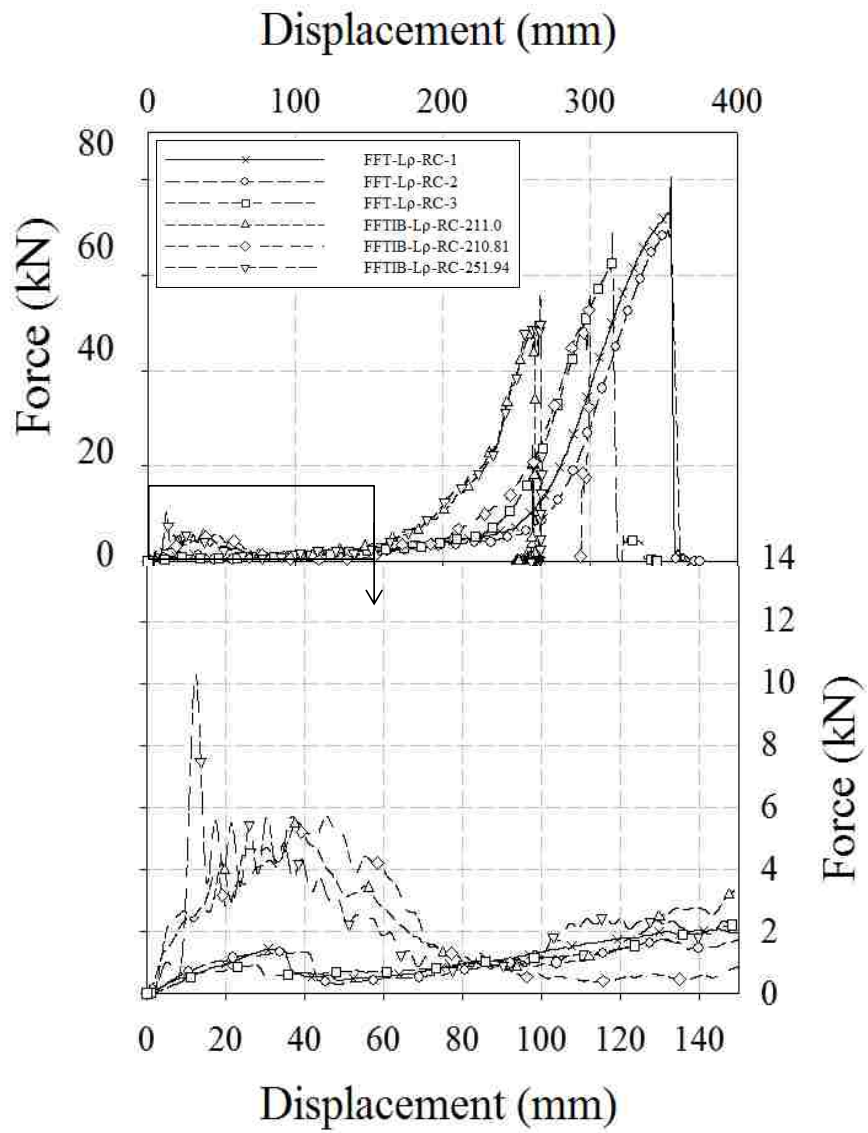 Displacement (mm)
0 100 200 300 400
80
60
40
20
0
Force (kN)
FFT-Lρ-RC-1
FFT-Lρ-RC-2
FFT-Lρ-RC-3
FFTIB-Lρ-RC-211.0
FFTIB-Lρ-RC-210.81
FFTIB-Lρ-RC-251.94
14
12
10
8
6
4
2
0
Force (kN)
0 20 40 60 80 100 120 140
Displacement (mm)